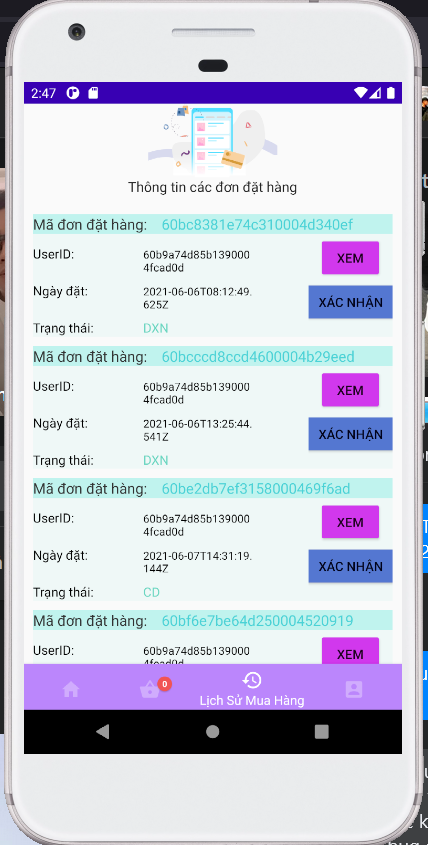 2:47
Thông tin các đơn đặt hàng
Mã đơn đặt hàng: 60bc8381e74c310004d340ef
UserID: 60b9a74d85b139000
4fcad0d
XEM
Ngày đặt: 2021-06-06T08:12:49.
625Z
XÁC NHẬN
Trạng thái: DXN
Mã đơn đặt hàng: 60bcccd8ccd4600004b29eed
UserID: 60b9a74d85b139000
4fcad0d
XEM
Ngày đặt: 2021-06-06T13:25:44.
541Z
XÁC NHẬN
Trạng thái: DXN
Mã đơn đặt hàng: 60be2db7ef3158000469f6ad
UserID: 60b9a74d85b139000
4fcad0d
XEM
Ngày đặt: 2021-06-07T14:31:19.
144Z
XÁC NHẬN
Trạng thái: CD
Mã đơn đặt hàng: 60bf6e7be64d250004520919
UserID: 60b9a74d85b139000
4fcad0d
XEM
0
Lịch Sử Mua Hàng